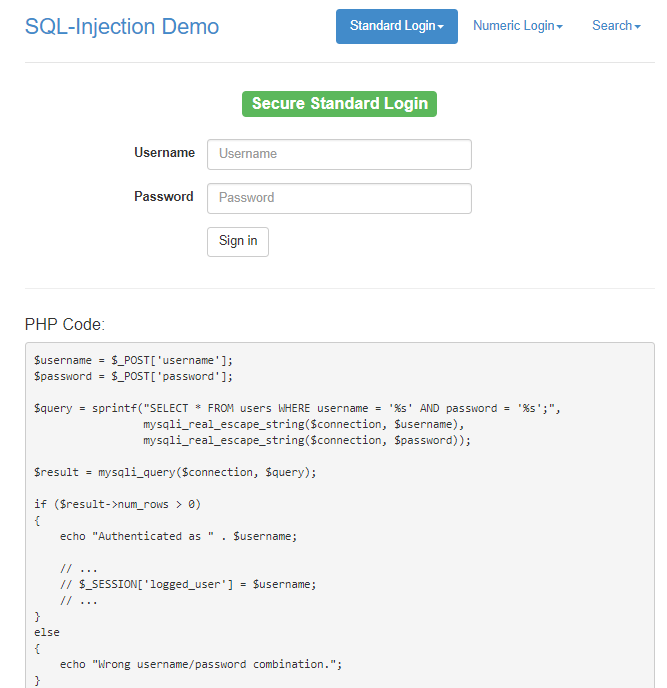 SQL-Injection Demo
Standard Login
Numeric Login
Search
Secure Standard Login
Username
Username
Password
Password
Sign in
PHP Code:
$username = $_POST['username'];
$password = $_POST['password'];
$query = sprintf("SELECT * FROM users WHERE username = '%s' AND password = '%s';",
mysqli_real_escape_string($connection, $username),
mysqli_real_escape_string($connection, $password));
$result = mysqli_query($connection, $query);
if ($result->num_rows > 0)
{
echo "Authenticated as " . $username;
// ...
// $_SESSION['logged_user'] = $username;
// ...
}
else
{
echo "Wrong username/password combination.";
}